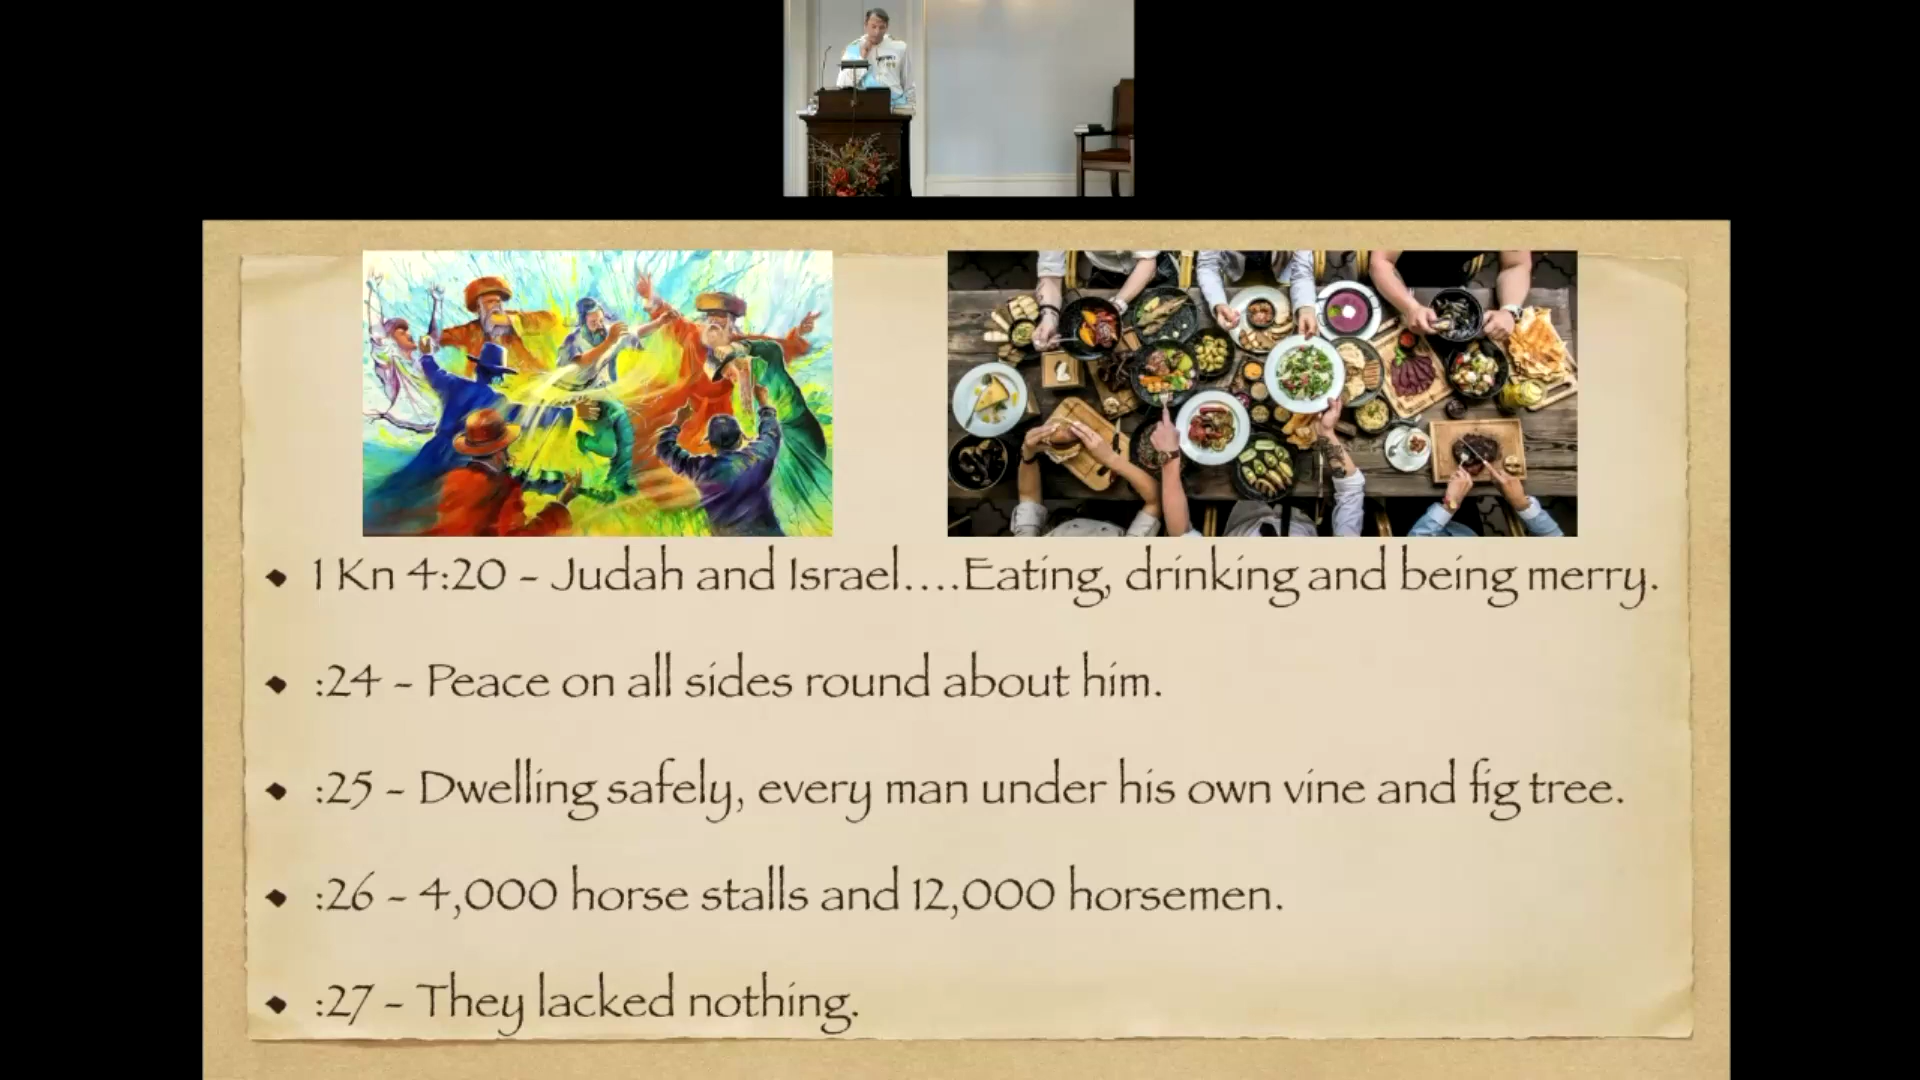 1 Kn 4:20 - Judah and Israel....Eating, drinking and being merry.
:24 - Peace on all sides round about him.
:25 - Dwelling safely, every man under his own vine and fig tree.
:26 - 4,000 horse stalls and 12,000 horsemen.
:27 - They lacked nothing.